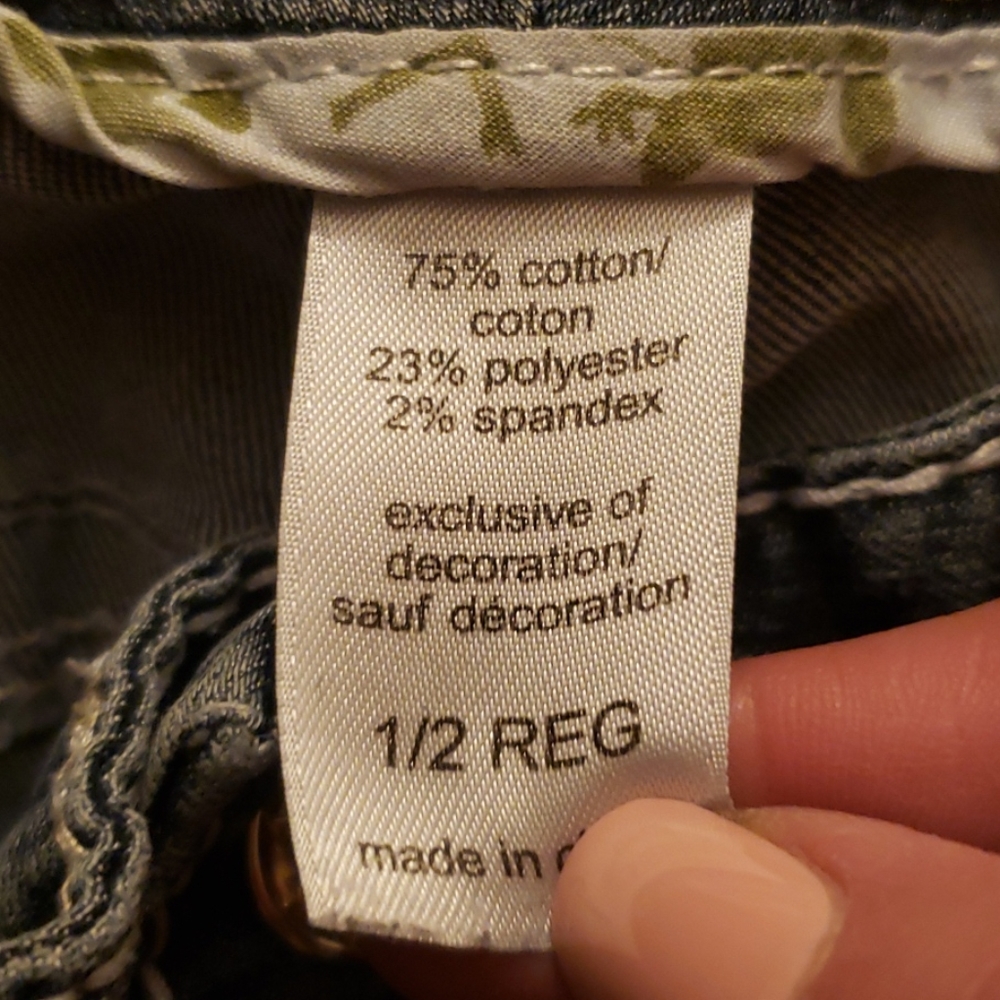 75% cotton/
coton
23% polyester
2% spandex
exclusive of
decoration/
sauf décoration
1/2 REG
made in